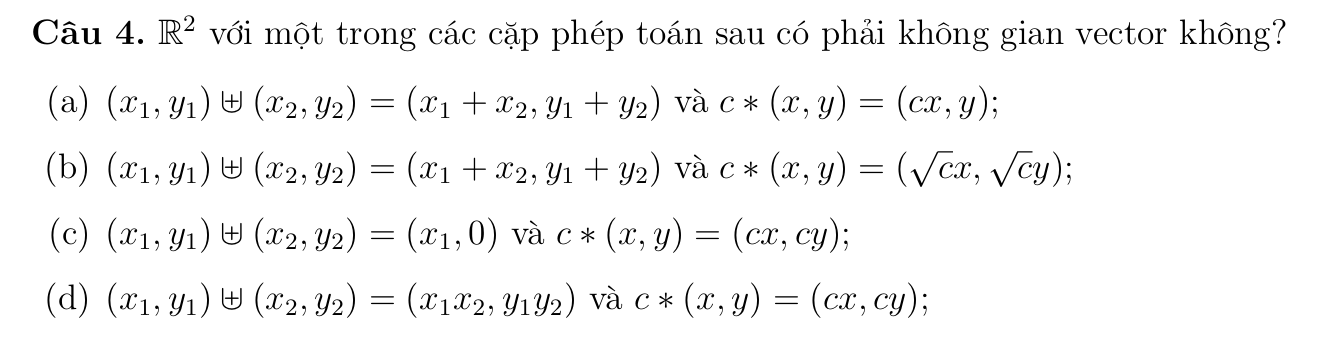 Câu 4. ℝ² với một trong các cặp phép toán sau có phải không gian vector không?
(a) (x₁, y₁) ⊎ (x₂, y₂) = (x₁ + x₂, y₁ + y₂) và c ∗ (x, y) = (cx, y);
(b) (x₁, y₁) ⊎ (x₂, y₂) = (x₁ + x₂, y₁ + y₂) và c ∗ (x, y) = (√cx, √cy);
(c) (x₁, y₁) ⊎ (x₂, y₂) = (x₁, 0) và c ∗ (x, y) = (cx, cy);
(d) (x₁, y₁) ⊎ (x₂, y₂) = (x₁x₂, y₁y₂) và c ∗ (x, y) = (cx, cy);